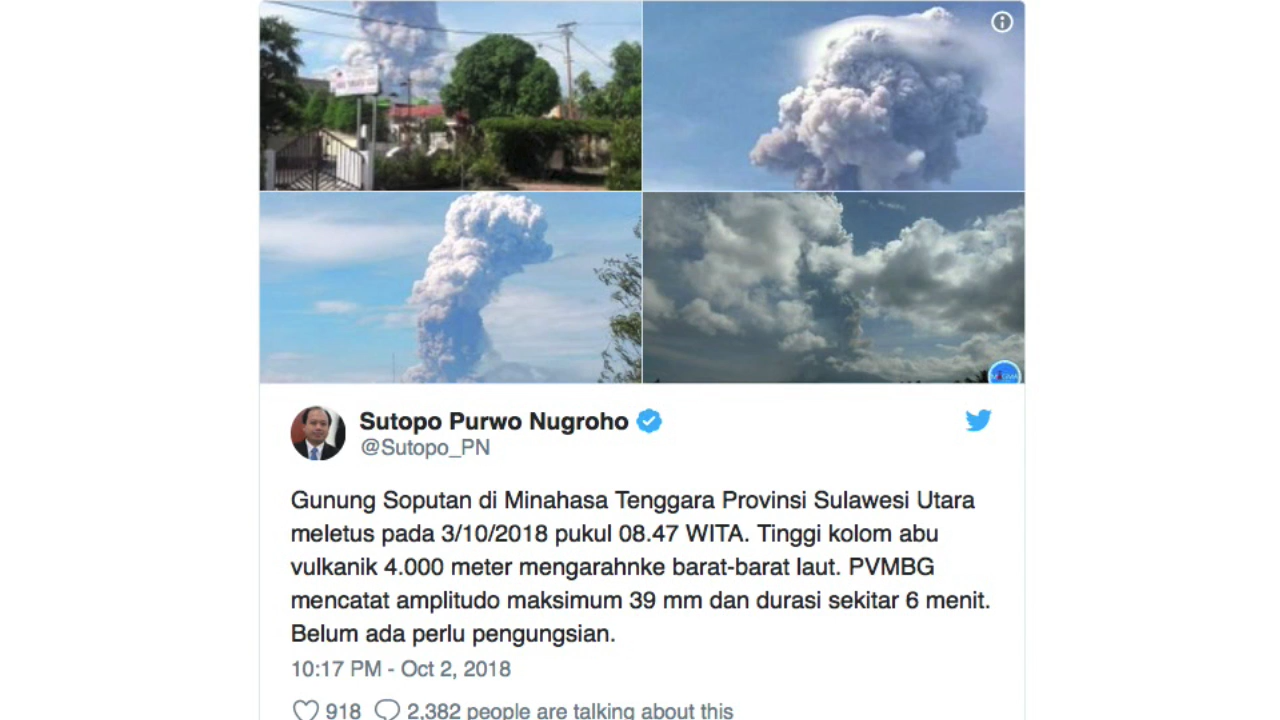 Sutopo Purwo Nugroho
@Sutopo_PN
Gunung Soputan di Minahasa Tenggara Provinsi Sulawesi Utara
meletus pada 3/10/2018 pukul 08.47 WITA. Tinggi kolom abu
vulkanik 4.000 meter mengarahnke barat-barat laut. PVMBG
mencatat amplitudo maksimum 39 mm dan durasi sekitar 6 menit.
Belum ada perlu pengungsian.
10:17 PM - Oct 2, 2018
918 2,382 people are talking about this